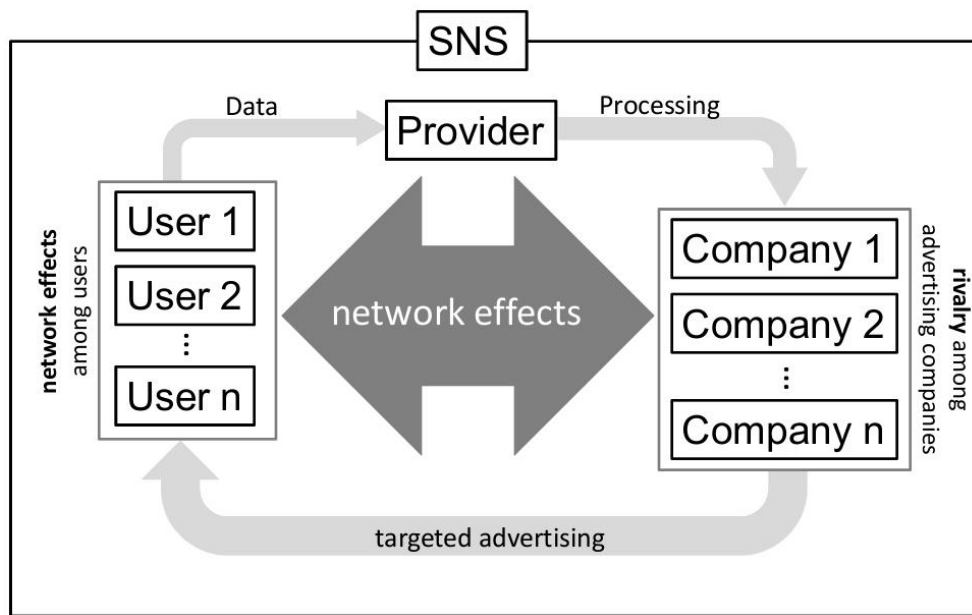 SNS
Data
Provider
Processing
network effects
among users
User 1
User 2
...
User n
network effects
Company 1
Company 2
...
Company n
rivalry among
advertising companies
targeted advertising